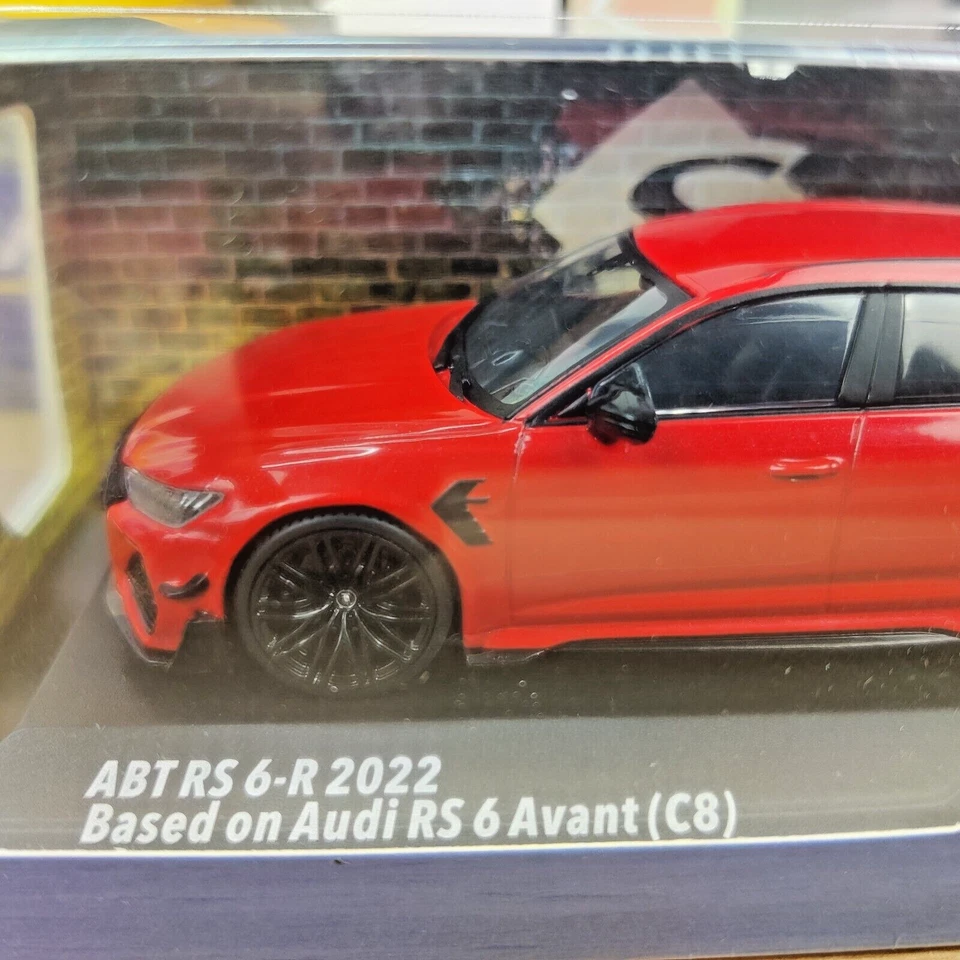 ABT RS 6-R 2022
Based on Audi RS 6 Avant (C8)